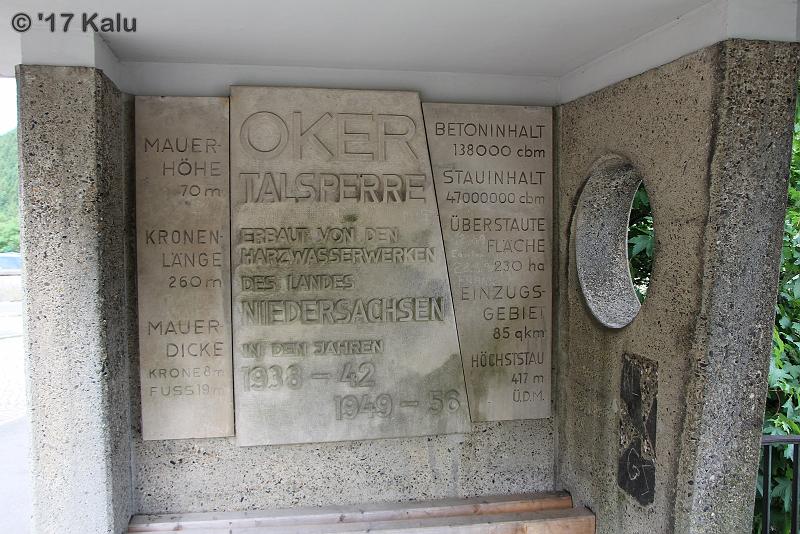 © '17 Kalu
MAUER-
HÖHE
70 m
KRONEN-
LÄNGE
260 m
MAUER-
DICKE
KRONE 8 m
FUSS 19 m
OKER
TALSPERRE
ERBAUT VON DEN
HARZWASSERWERKEN
DES LANDES
NIEDERSACHSEN
IN DEN JAHREN
1938 – 42
1949 – 56
BETONINHALT
138000 cbm
STAUINHALT
47000000 cbm
ÜBERSTAUTE
FLÄCHE
230 ha
EINZUGS-
GEBIET
85 qkm
HÖCHSTSTAU
417 m
Ü.D.M.